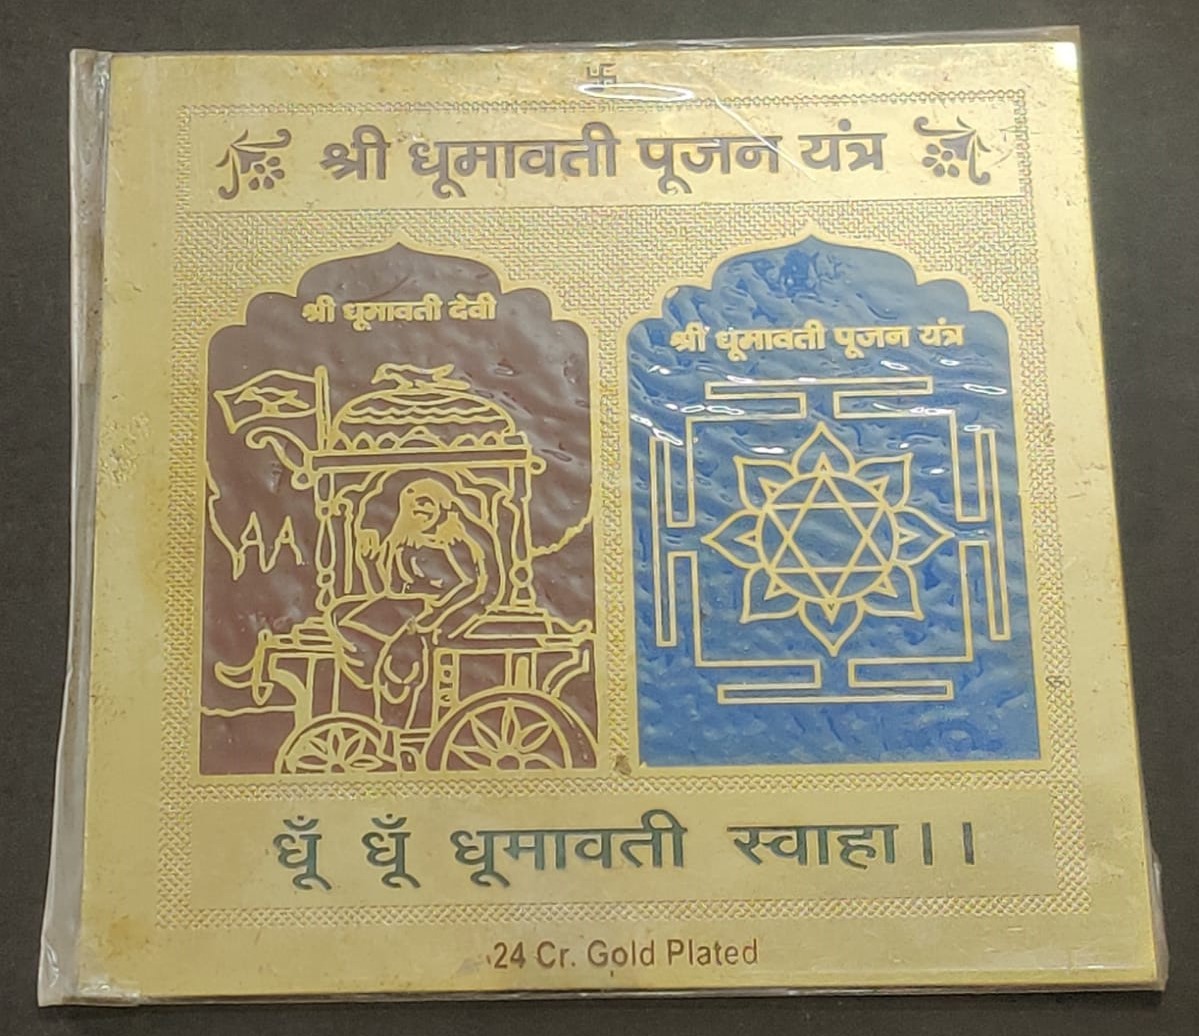 श्री धूमावती पूजन यंत्र
श्री धूमावती देवी
श्री धूमावती पूजन यंत्र
धूँ धूँ धूमावती स्वाहा।।
24 Cr. Gold Plated